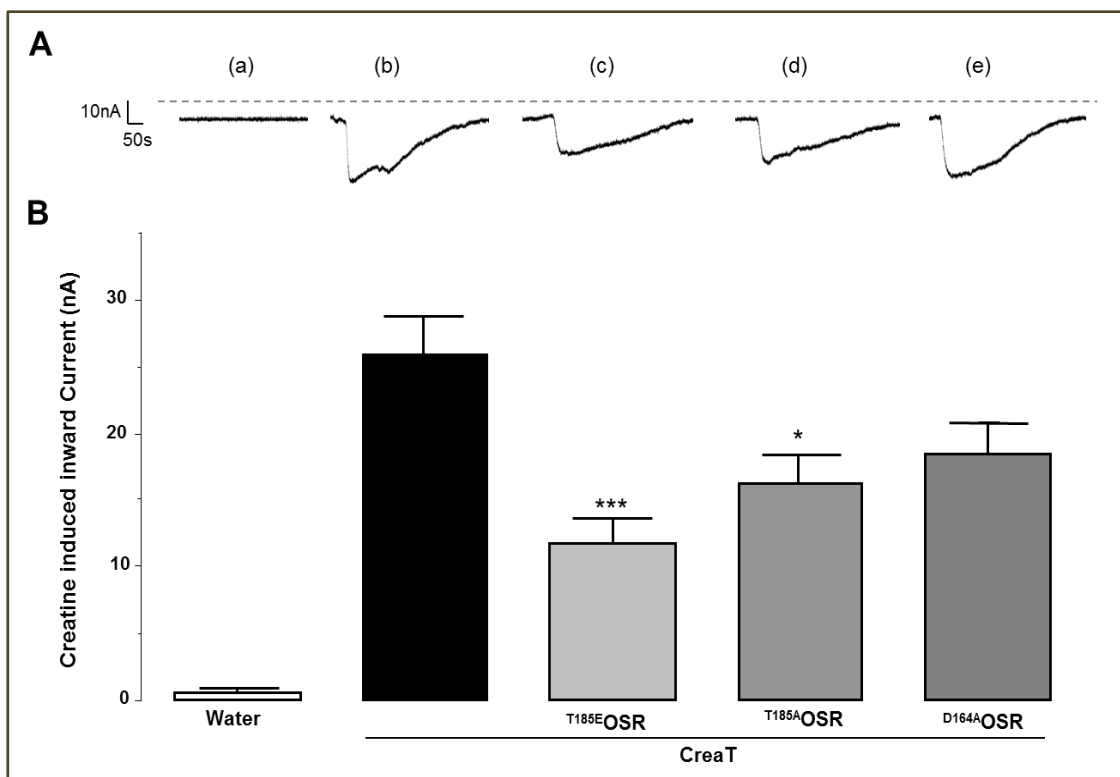 A
(a) (b) (c) (d) (e)
10nA
50s
B
Creatine induced inward Current (nA)
30
20
10
0
***
*
Water
T185EOSR T185AOSR D164AOSR
CreaT